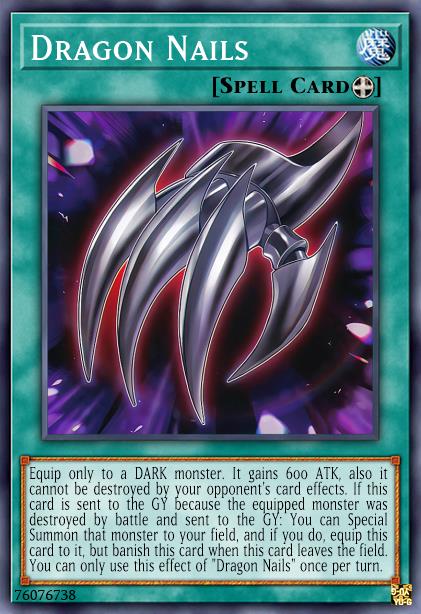 Dragon Nails
魔
[Spell Card]
Equip only to a DARK monster. It gains 600 ATK, also it
cannot be destroyed by your opponent's card effects. If this
card is sent to the GY because the equipped monster was
destroyed by battle and sent to the GY: You can Special
Summon that monster to your field, and if you do, equip this
card to it, but banish this card when this card leaves the field.
You can only use this effect of "Dragon Nails" once per turn.
76076738